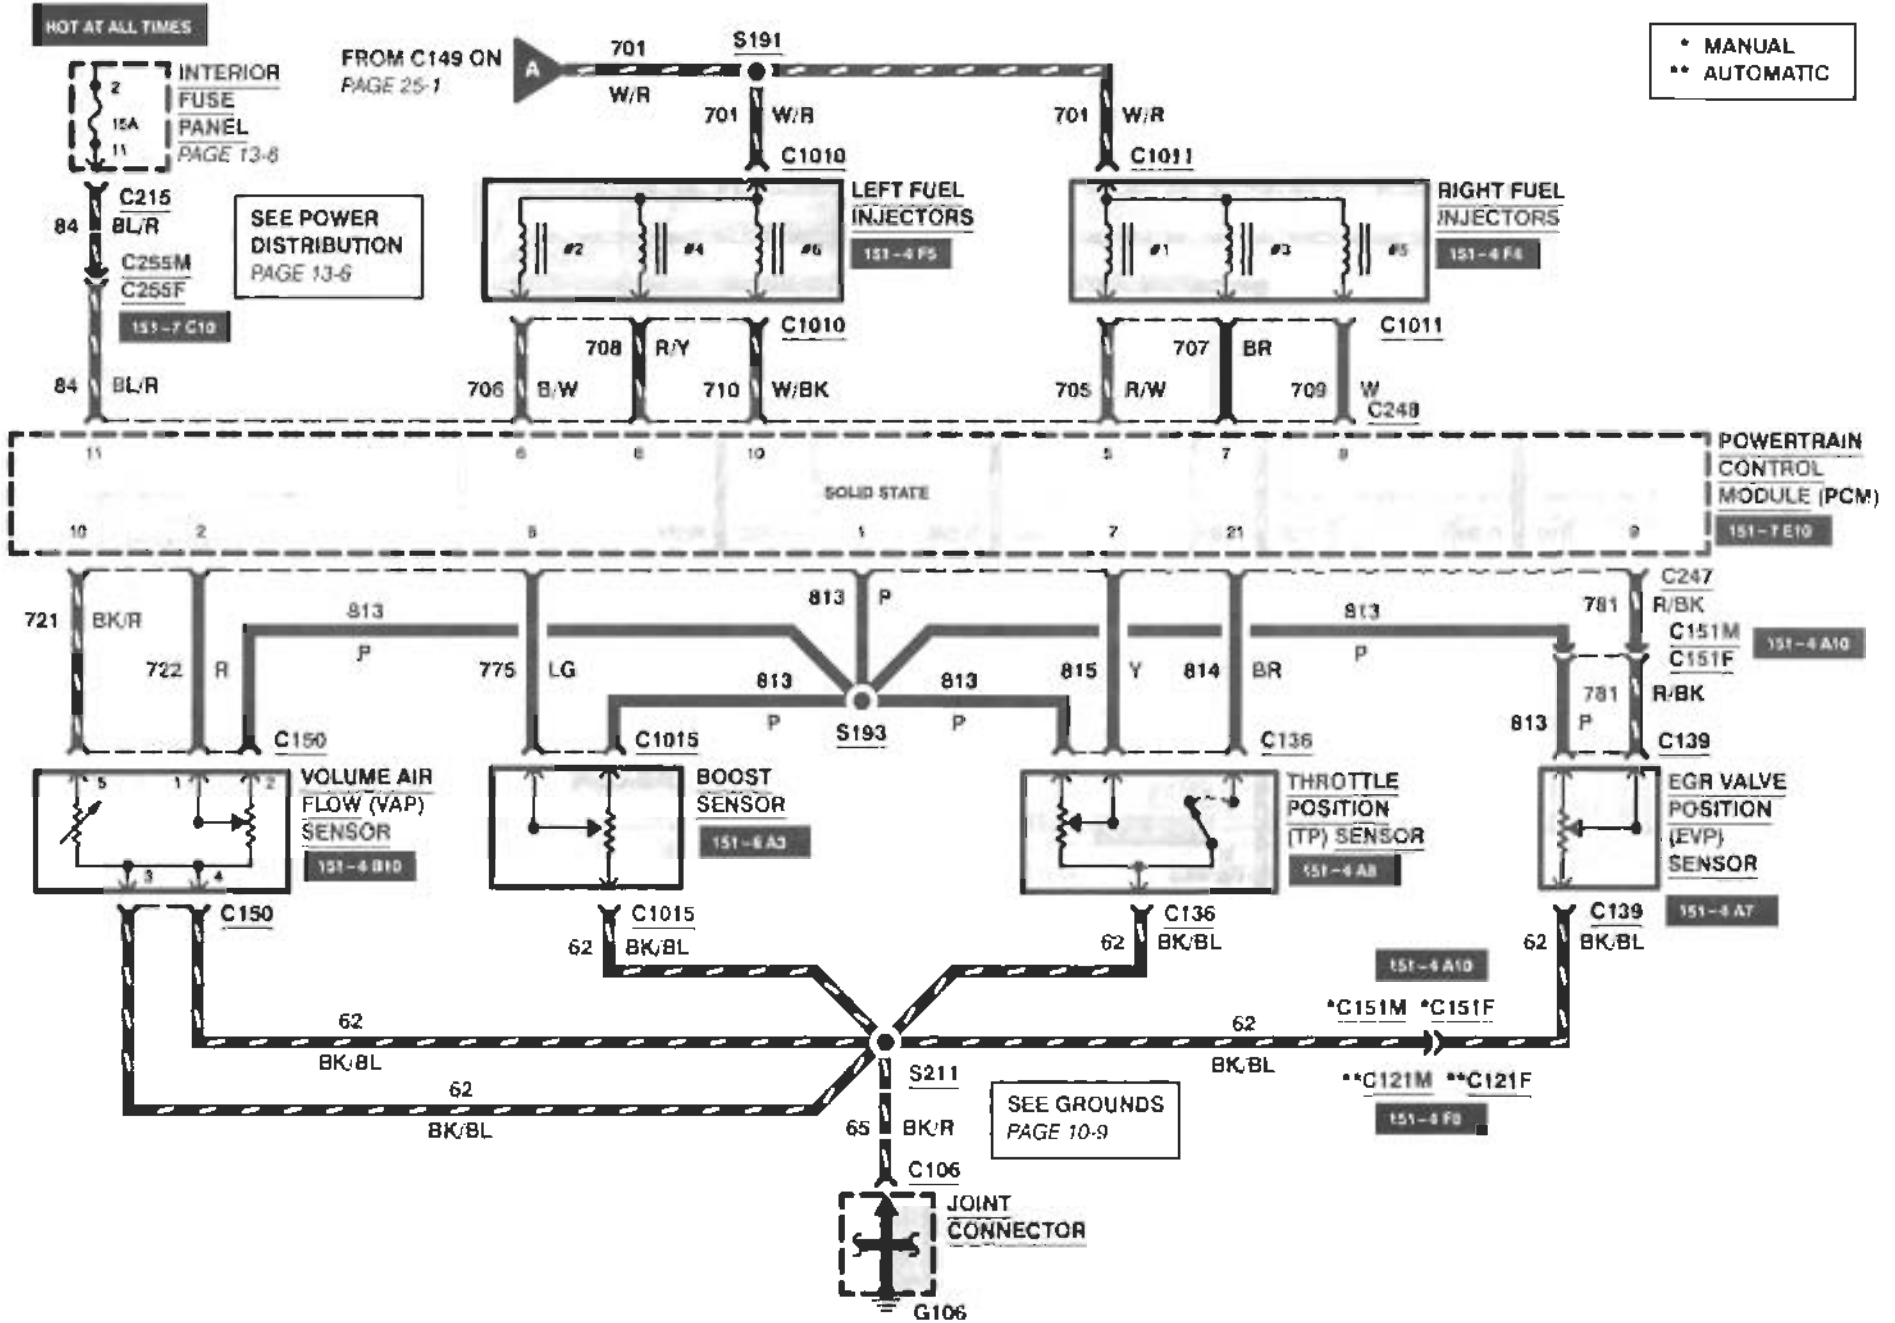 HOT AT ALL TIMES
INTERIOR
FUSE
PANEL
PAGE 13-6
2
15A
11
C215
84
BL/R
C255M
C255F
151-7 C10
84
BL/R
SEE POWER
DISTRIBUTION
PAGE 13-6
FROM C149 ON
PAGE 25-1
A
701
W/R
S191
701
W/R
701
W/R
C1010
C1011
LEFT FUEL
INJECTORS
151-4 F5
#2
#4
#6
RIGHT FUEL
INJECTORS
151-4 F4
#1
#3
#5
* MANUAL
** AUTOMATIC
C1010
C1011
706
B/W
708
R/Y
710
W/BK
705
R/W
707
BR
709
W
C248
11
6
8
10
5
7
9
SOLID STATE
10
2
6
1
7
21
9
POWERTRAIN
CONTROL
MODULE (PCM)
151-7 E10
C247
721
BK/R
722
R
813
P
775
LG
813
P
813
P
S193
813
P
815
Y
814
BR
813
P
781
R/BK
C151M
C151F
151-4 A10
781
R/BK
813
P
C150
C1015
C136
C139
5
1
2
3
4
VOLUME AIR
FLOW (VAP)
SENSOR
151-4 B10
BOOST
SENSOR
151-6 A3
THROTTLE
POSITION
(TP) SENSOR
151-4 A8
EGR VALVE
POSITION
(EVP)
SENSOR
151-4 A7
C150
C1015
C136
C139
62
BK/BL
62
BK/BL
62
BK/BL
151-4 A10
*C151M *C151F
62
BK/BL
62
BK/BL
62
BK/BL
**C121M **C121F
151-4 F8
S211
65
BK/R
SEE GROUNDS
PAGE 10-9
C106
JOINT
CONNECTOR
G106